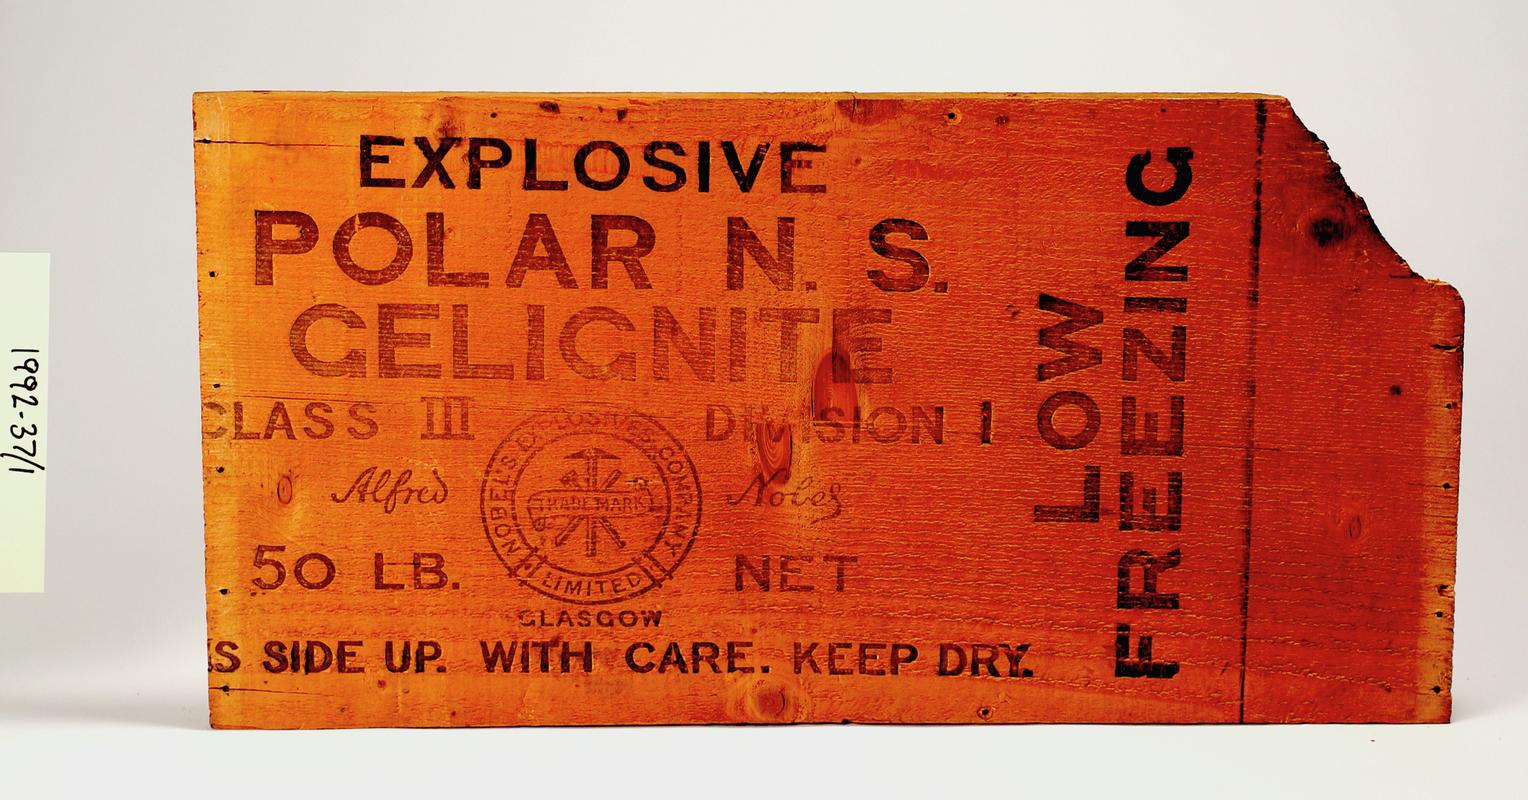 EXPLOSIVE
POLAR N. S.
GELIGNITE
CLASS III DIVISION 1
Alfred Nobel
NOBEL'S EXPLOSIVES COMPANY
TRADE MARK
LIMITED
50 LB. NET
GLASGOW
S SIDE UP. WITH CARE. KEEP DRY.
LOW
FREEZING
1992-37/1